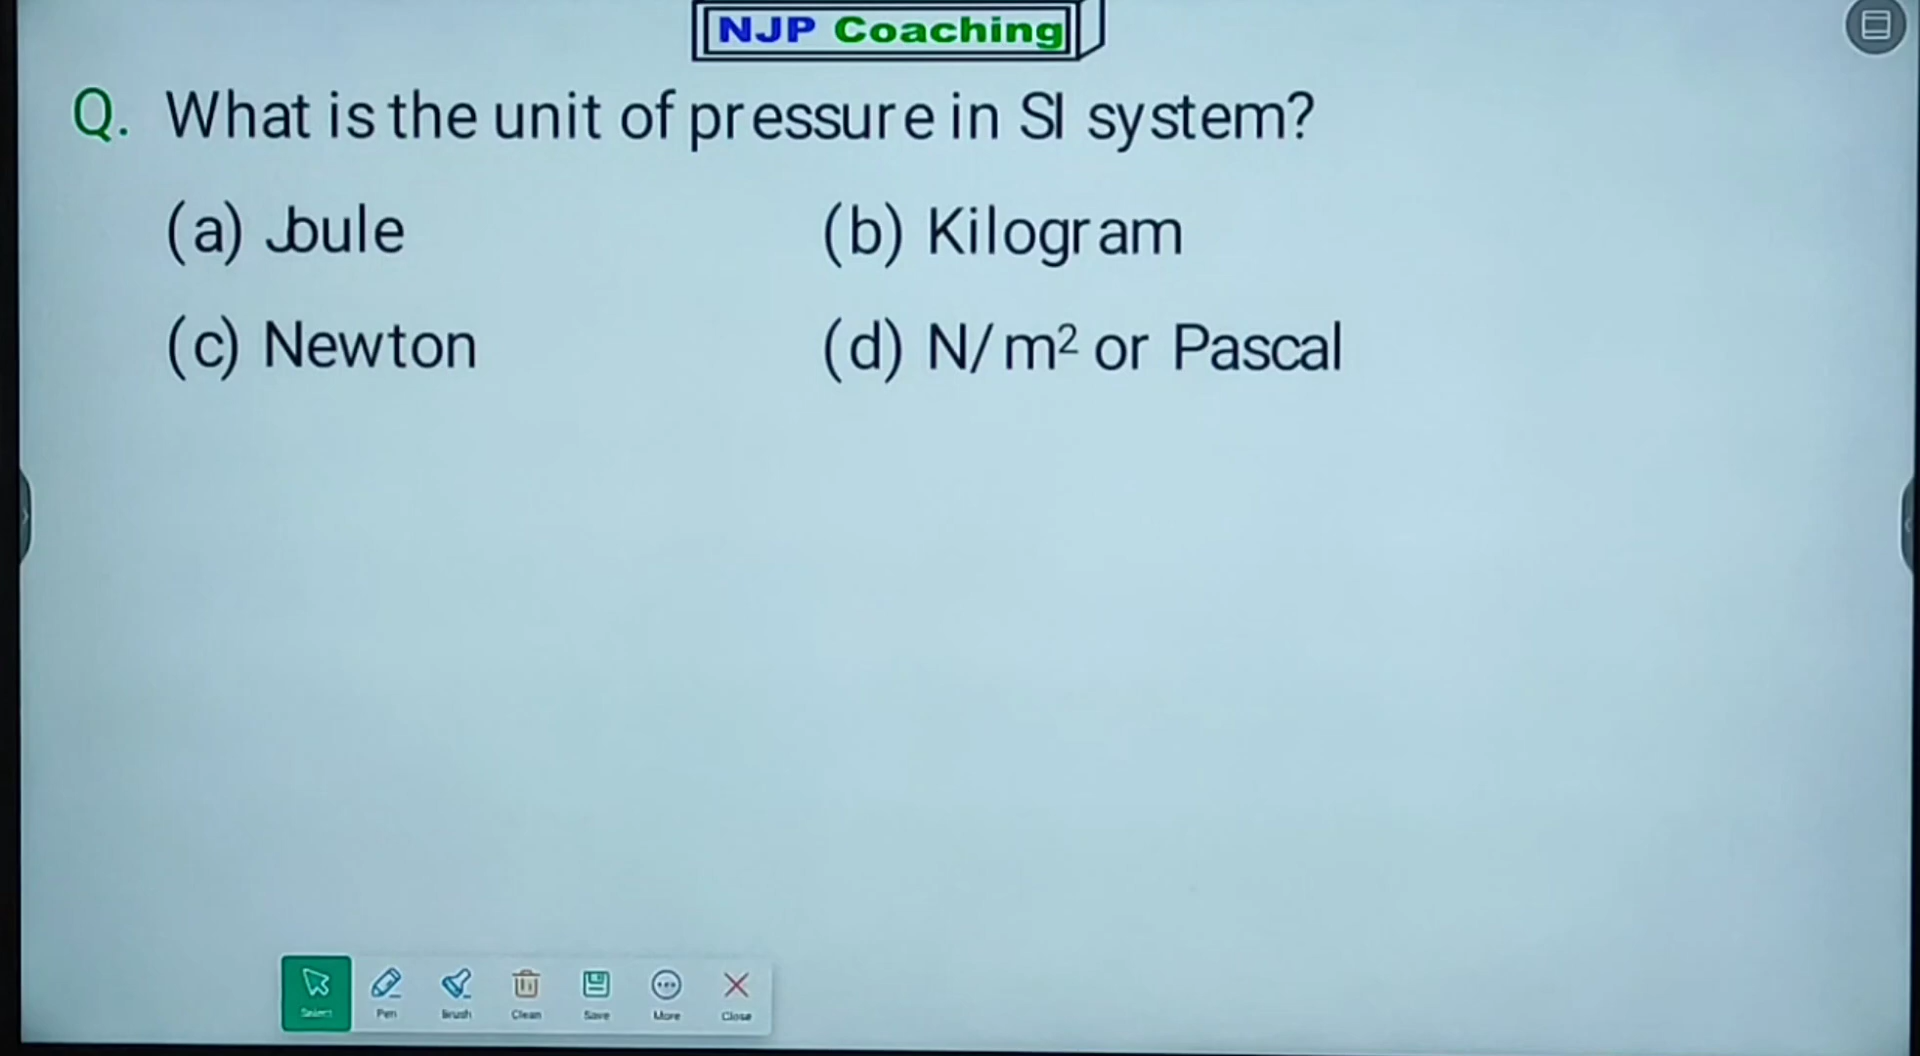 NJP Coaching
Q. What is the unit of pressure in SI system?
(a) Joule (b) Kilogram
(c) Newton (d) N/m² or Pascal
Select Pen Brush Clean Save More Close